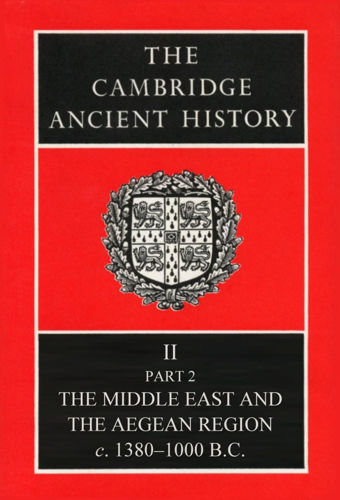 THE
CAMBRIDGE
ANCIENT HISTORY
II
PART 2
THE MIDDLE EAST AND
THE AEGEAN REGION
c. 1380–1000 B.C.